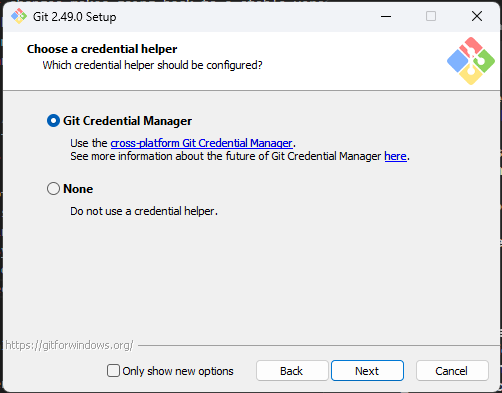 Git 2.49.0 Setup
Choose a credential helper
Which credential helper should be configured?
Git Credential Manager
Use the cross-platform Git Credential Manager.
See more information about the future of Git Credential Manager here.
None
Do not use a credential helper.
https://gitforwindows.org/
Only show new options
Back
Next
Cancel